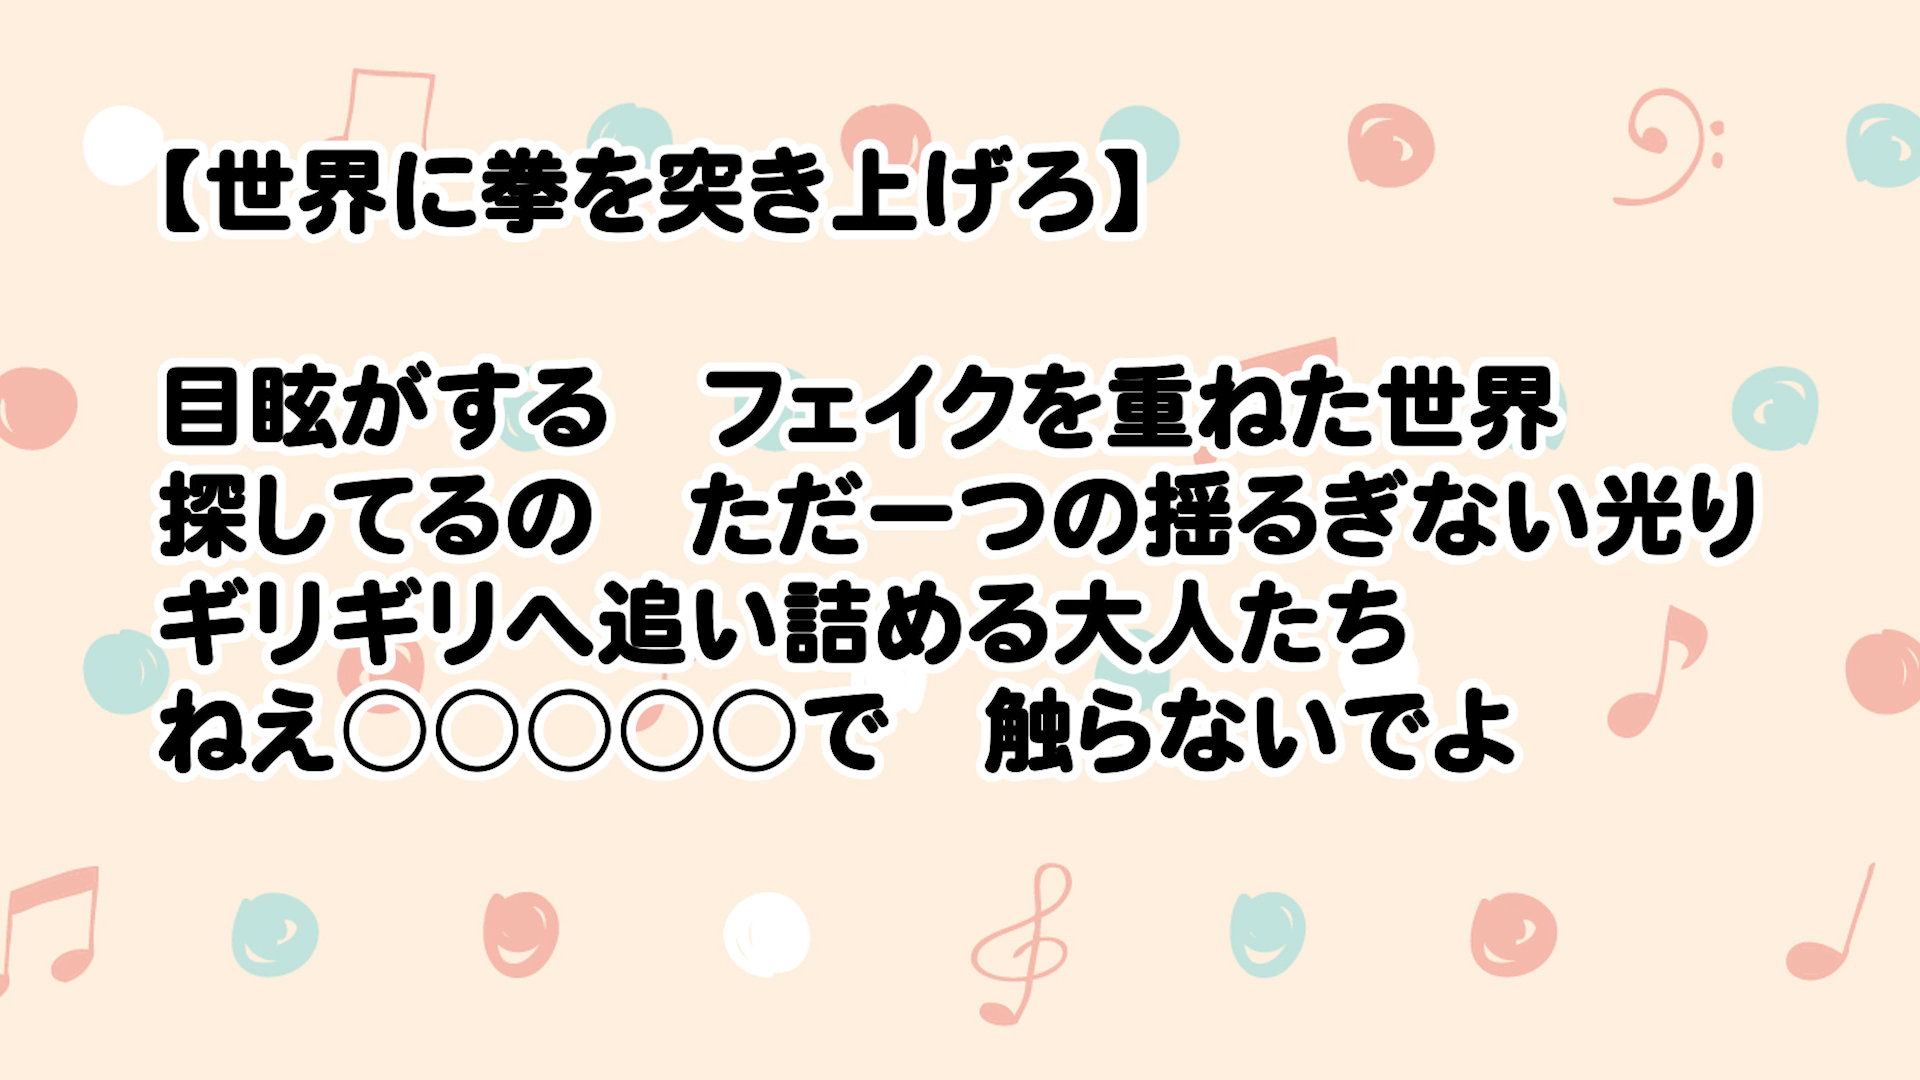 【世界に拳を突き上げろ】
目眩がする　フェイクを重ねた世界
探してるの　ただ一つの揺るぎない光り
ギリギリへ追い詰める大人たち
ねえ○○○○○で　触らないでよ